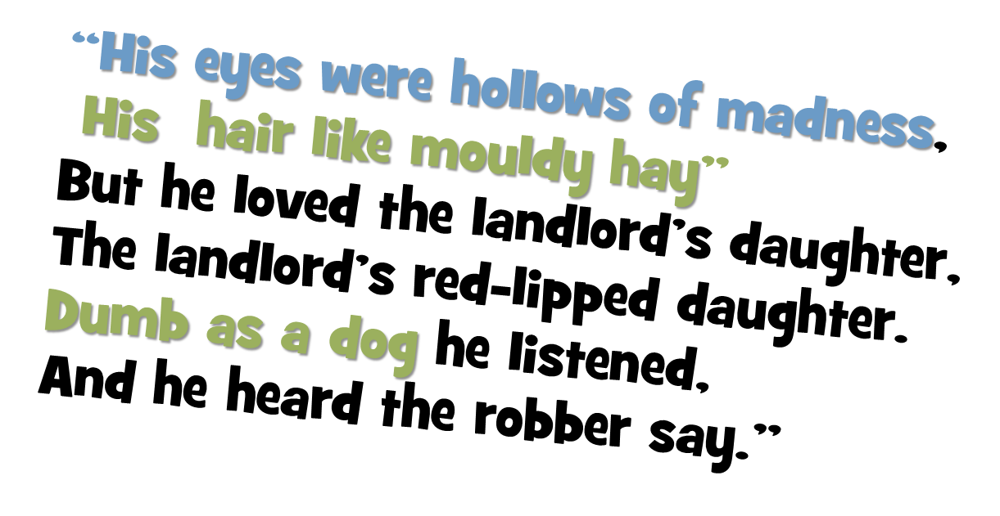 “His eyes were hollows of madness,
His  hair like mouldy hay”
But he loved the landlord’s daughter,
The landlord’s red-lipped daughter.
Dumb as a dog he listened,
And he heard the robber say.”